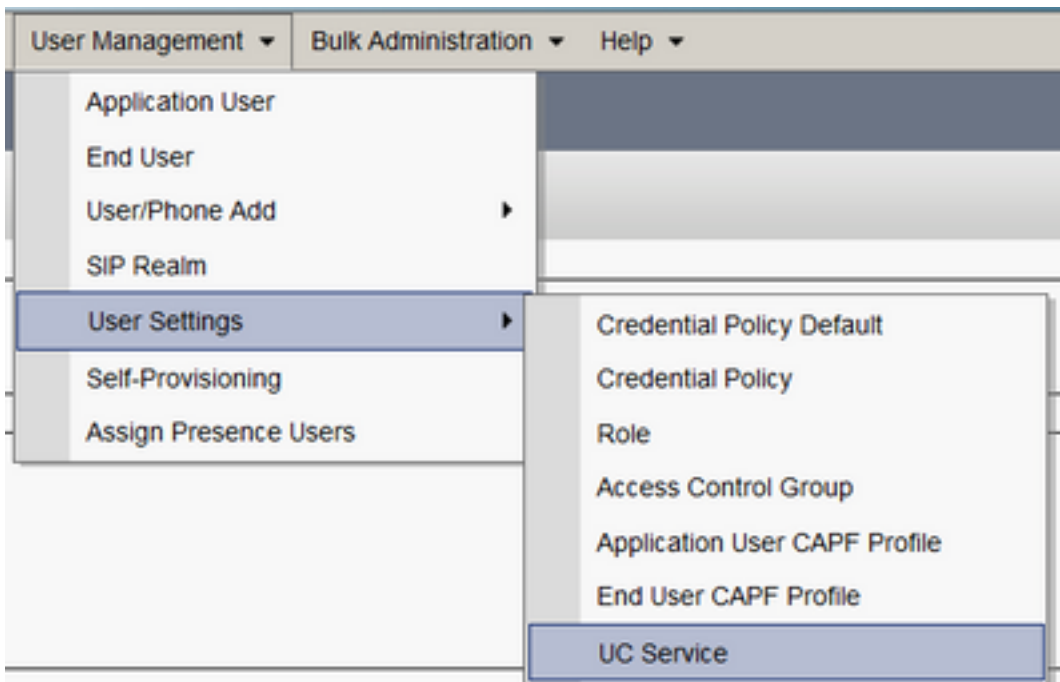 User Management Bulk Administration Help
Application User
End User
User/Phone Add
SIP Realm
User Settings
Self-Provisioning
Assign Presence Users
Credential Policy Default
Credential Policy
Role
Access Control Group
Application User CAPF Profile
End User CAPF Profile
UC Service